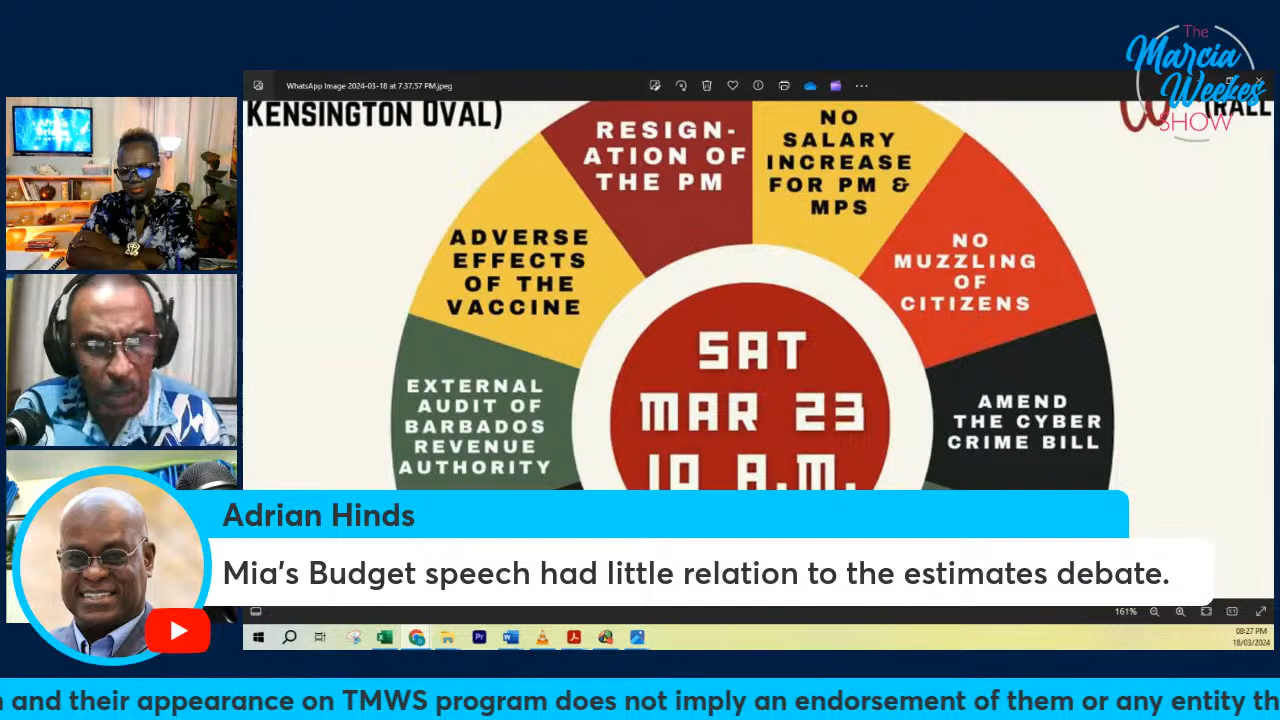 The
Marcia
Weekes
SHOW
WhatsApp Image 2024-03-18 at 7.37.57 PM.jpeg
KENSINGTON OVAL)
RESIGN-
ATION OF
THE PM
NO
SALARY
INCREASE
FOR PM &
MPS
ADVERSE
EFFECTS
OF THE
VACCINE
NO
MUZZLING
OF
CITIZENS
EXTERNAL
AUDIT OF
BARBADOS
REVENUE
AUTHORITY
SAT
MAR 23
10 A.M.
AMEND
THE CYBER
CRIME BILL
Adrian Hinds
Mia's Budget speech had little relation to the estimates debate.
161%
08:27 PM
18/03/2024
and their appearance on TMWS program does not imply an endorsement of them or any entity th